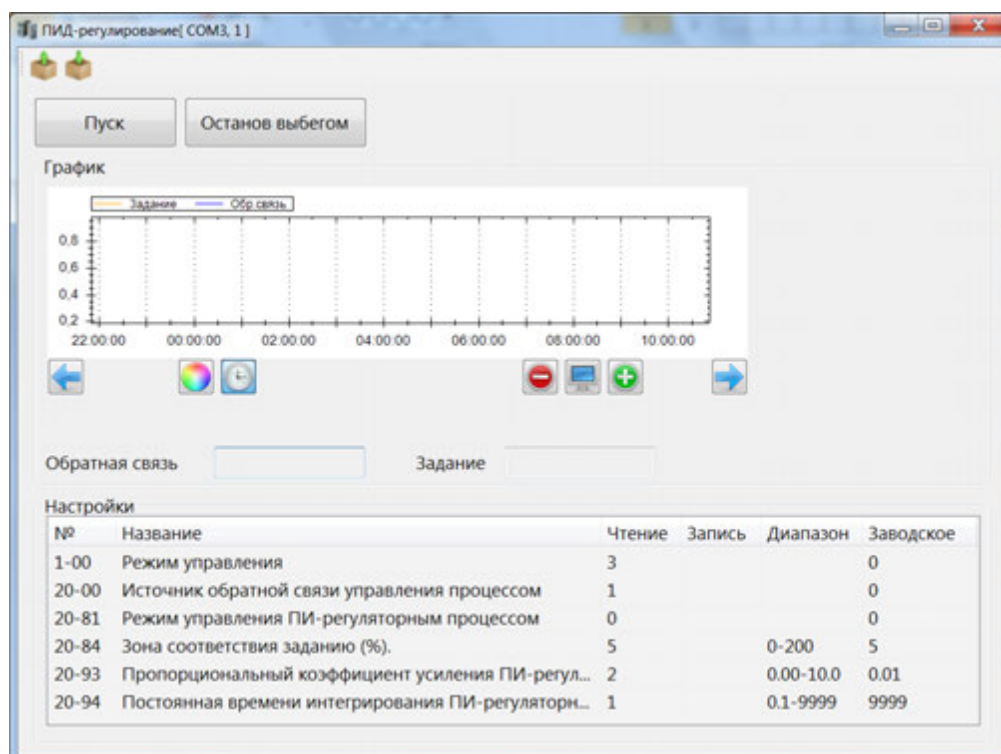 ПИД-регулирование[ COM3, 1 ]
Пуск Останов выбегом
График
Задание Обр.связь
0,8
0,6
0,4
0,2
22:00:00 00:00:00 02:00:00 04:00:00 06:00:00 08:00:00 10:00:00
Обратная связь Задание
Настройки
№ Название Чтение Запись Диапазон Заводское
1-00 Режим управления 3 0
20-00 Источник обратной связи управления процессом 1 0
20-81 Режим управления ПИ-регуляторным процессом 0 0
20-84 Зона соответствия заданию (%). 5 0-200 5
20-93 Пропорциональный коэффициент усиления ПИ-регул... 2 0.00-10.0 0.01
20-94 Постоянная времени интегрирования ПИ-регуляторн... 1 0.1-9999 9999